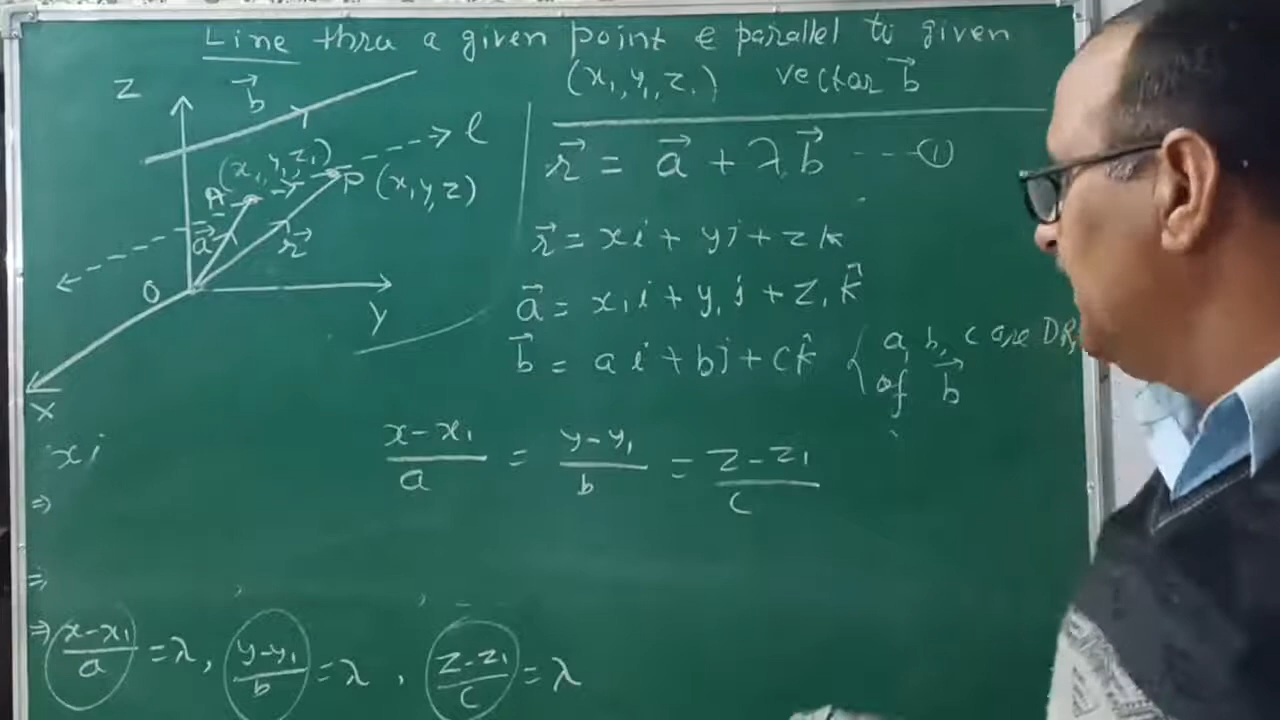 Line thru a given point & parallel to given
(x₁, y₁, z₁) vector b⃗
Z
b⃗
l
(x₁, y₁, z₁)
A
P (x, y, z)
a⃗
r⃗
O
Y
X
r⃗ = a⃗ + λb⃗ ---- ①
r⃗ = xi + yj + zk
a⃗ = x₁i + y₁j + z₁k̂
b⃗ = ai + bj + ck̂ { a, b, c are DRs
of b⃗
xi
(x-x₁)/a = (y-y₁)/b = (z-z₁)/c
⇒
⇒
⇒ (x-x₁)/a = λ, (y-y₁)/b = λ, (z-z₁)/c = λ